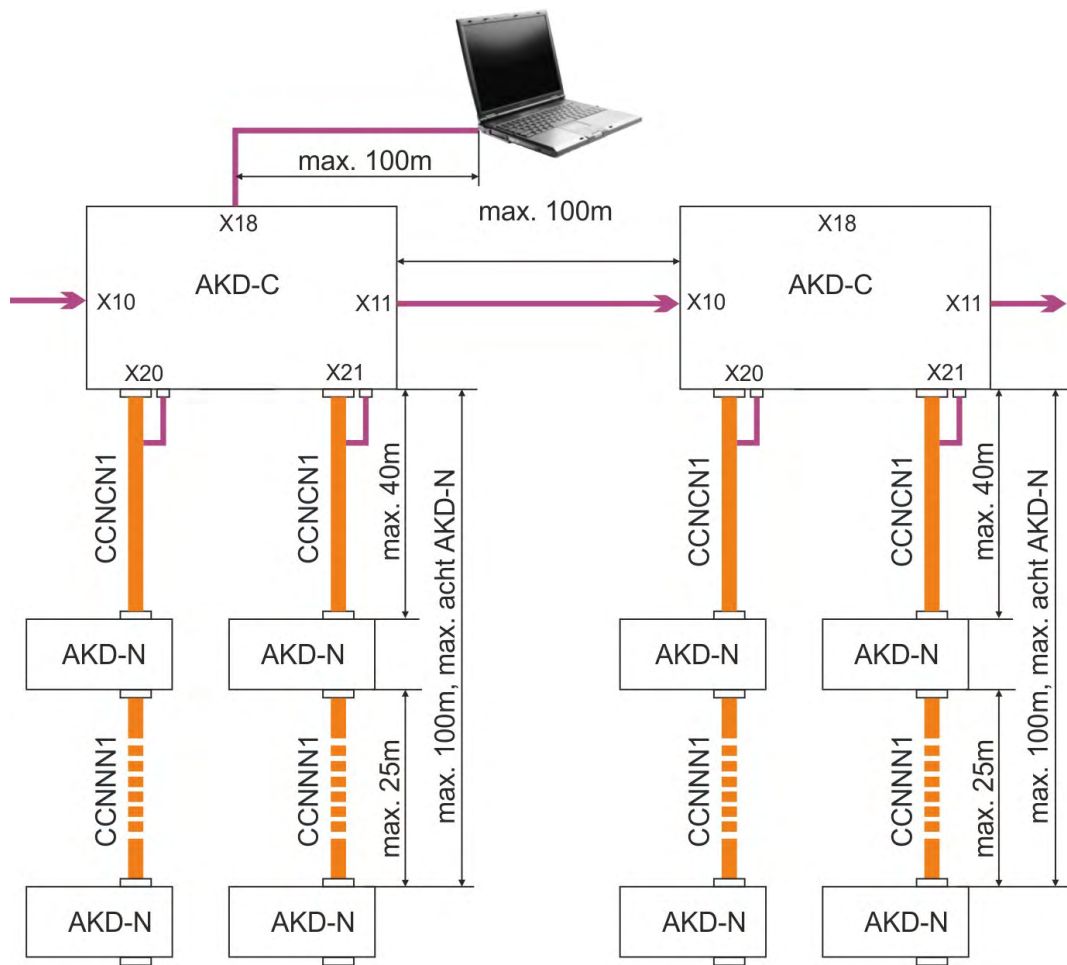 max. 100m
max. 100m
X18
X18
AKD-C
AKD-C
X10
X11
X10
X11
X20
X21
X20
X21
CCNCN1
CCNCN1
max. 40m
max. 100m, max. acht AKD-N
CCNCN1
CCNCN1
max. 40m
max. 100m, max. acht AKD-N
AKD-N
AKD-N
AKD-N
AKD-N
CCNNN1
CCNNN1
max. 25m
CCNNN1
CCNNN1
max. 25m
AKD-N
AKD-N
AKD-N
AKD-N